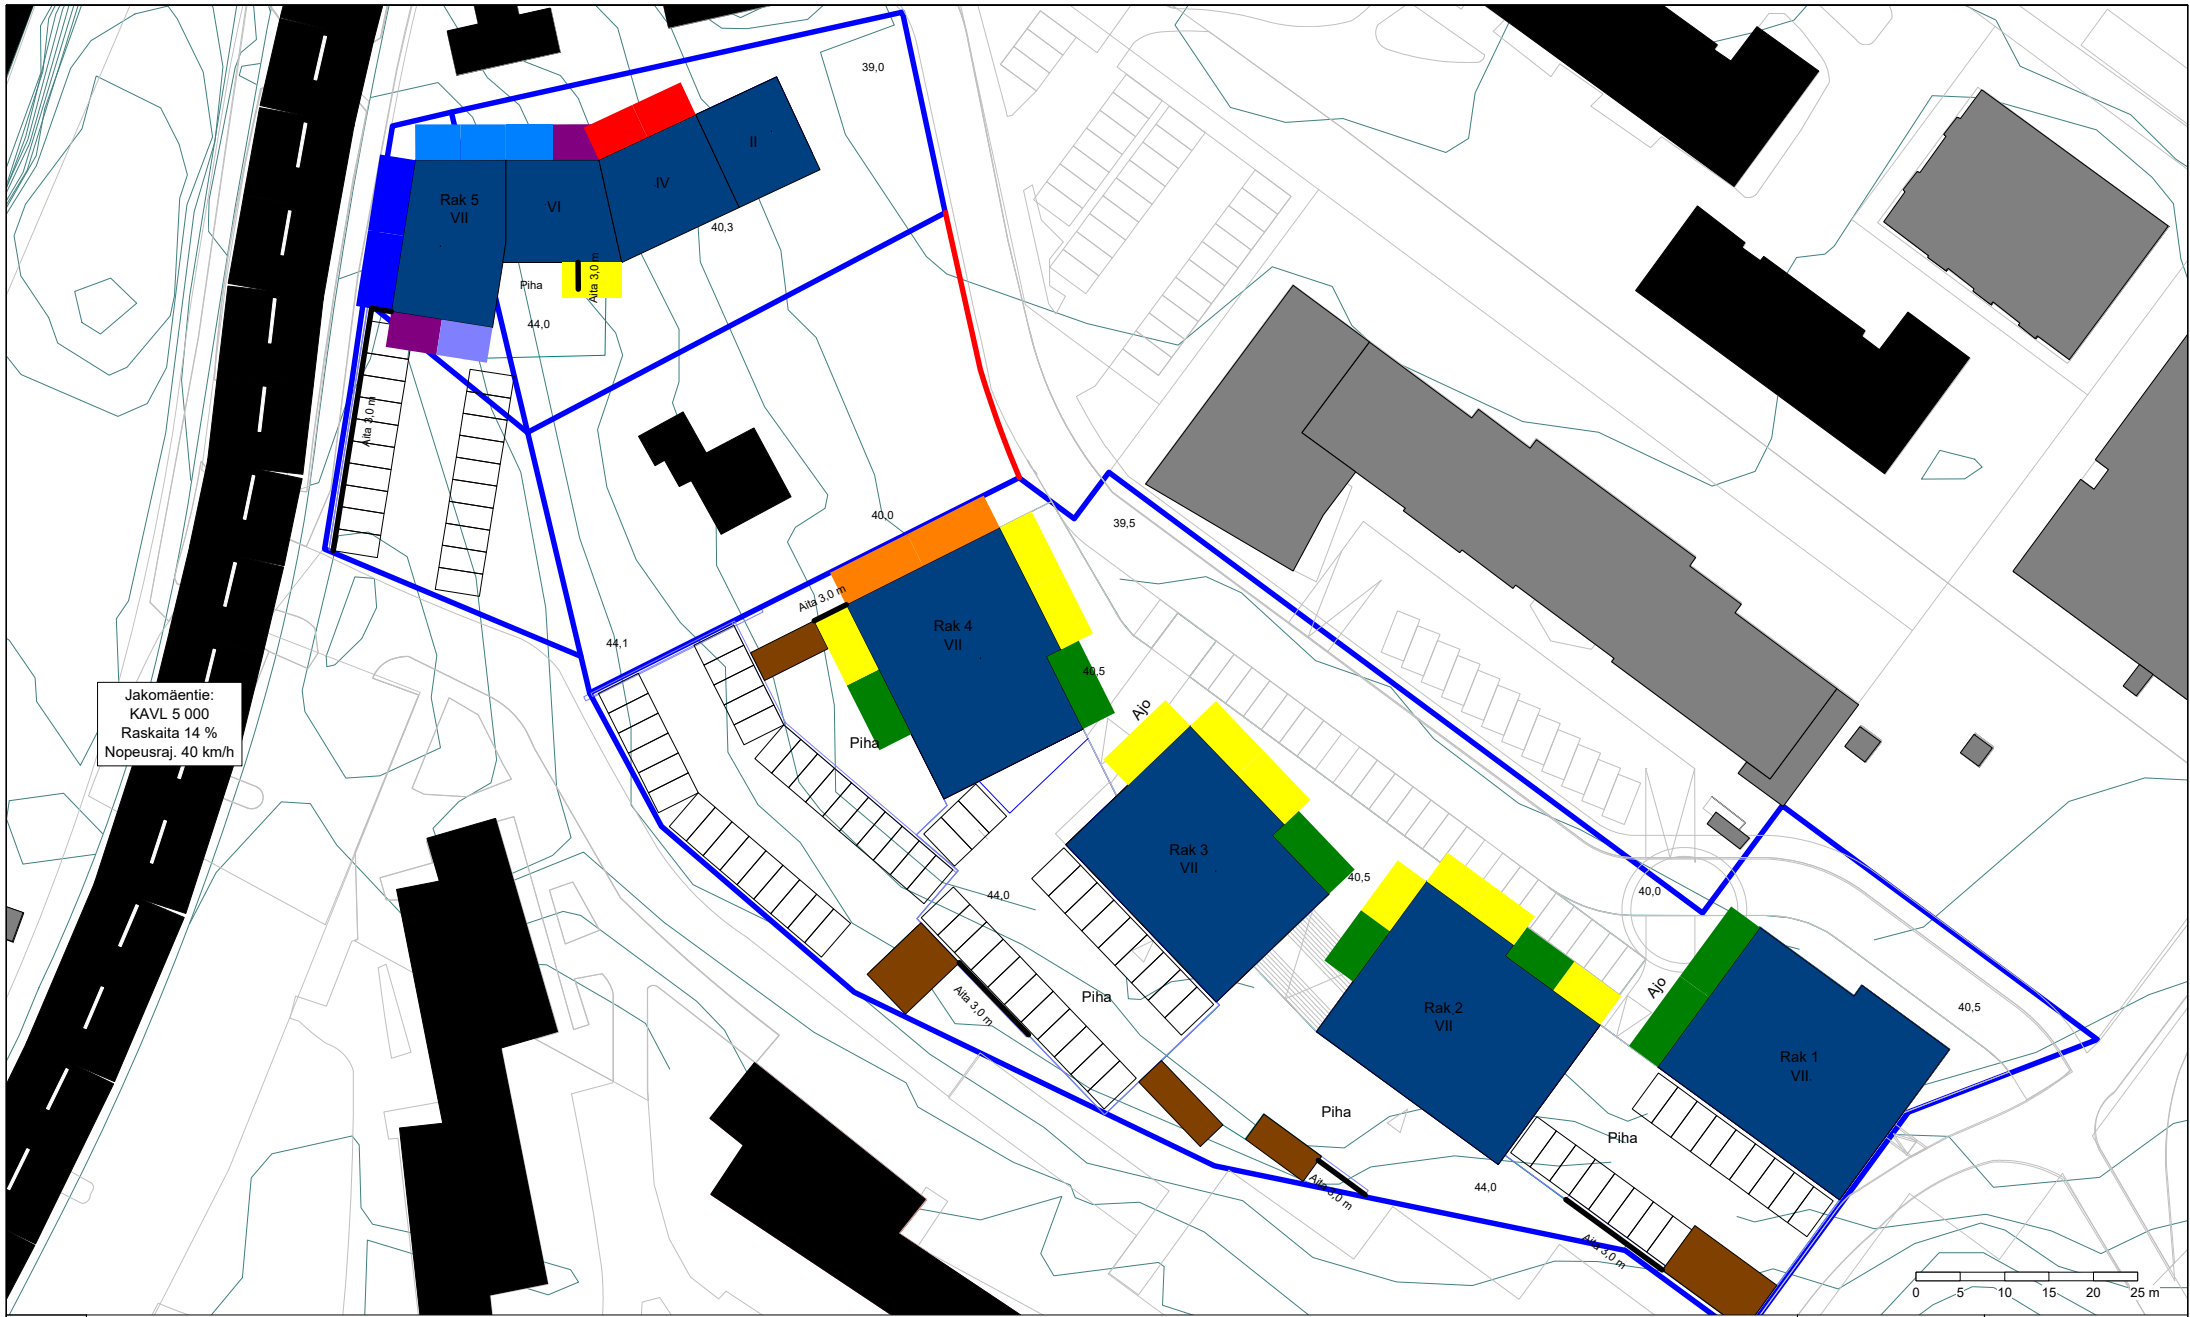 39,0
II
IV
Rak 5
VII
VI
40,3
Aita 3,0 m
Piha
44,0
Aita 3,0 m
40,0
39,5
Aita 3,0 m
Rak 4
VII
44,1
40,5
Jakomäentie:
KAVL 5 000
Raskaita 14 %
Nopeusraj. 40 km/h
Ajo
Piha
Rak 3
VII
40,5
44,0
40,0
Aita 3,0 m
Piha
Rak 2
VII
Ajo
40,5
Rak 1
VII
Piha
Piha
44,0
Aita 3,0 m
Aita 3,0 m
0 5 10 15 20 25 m